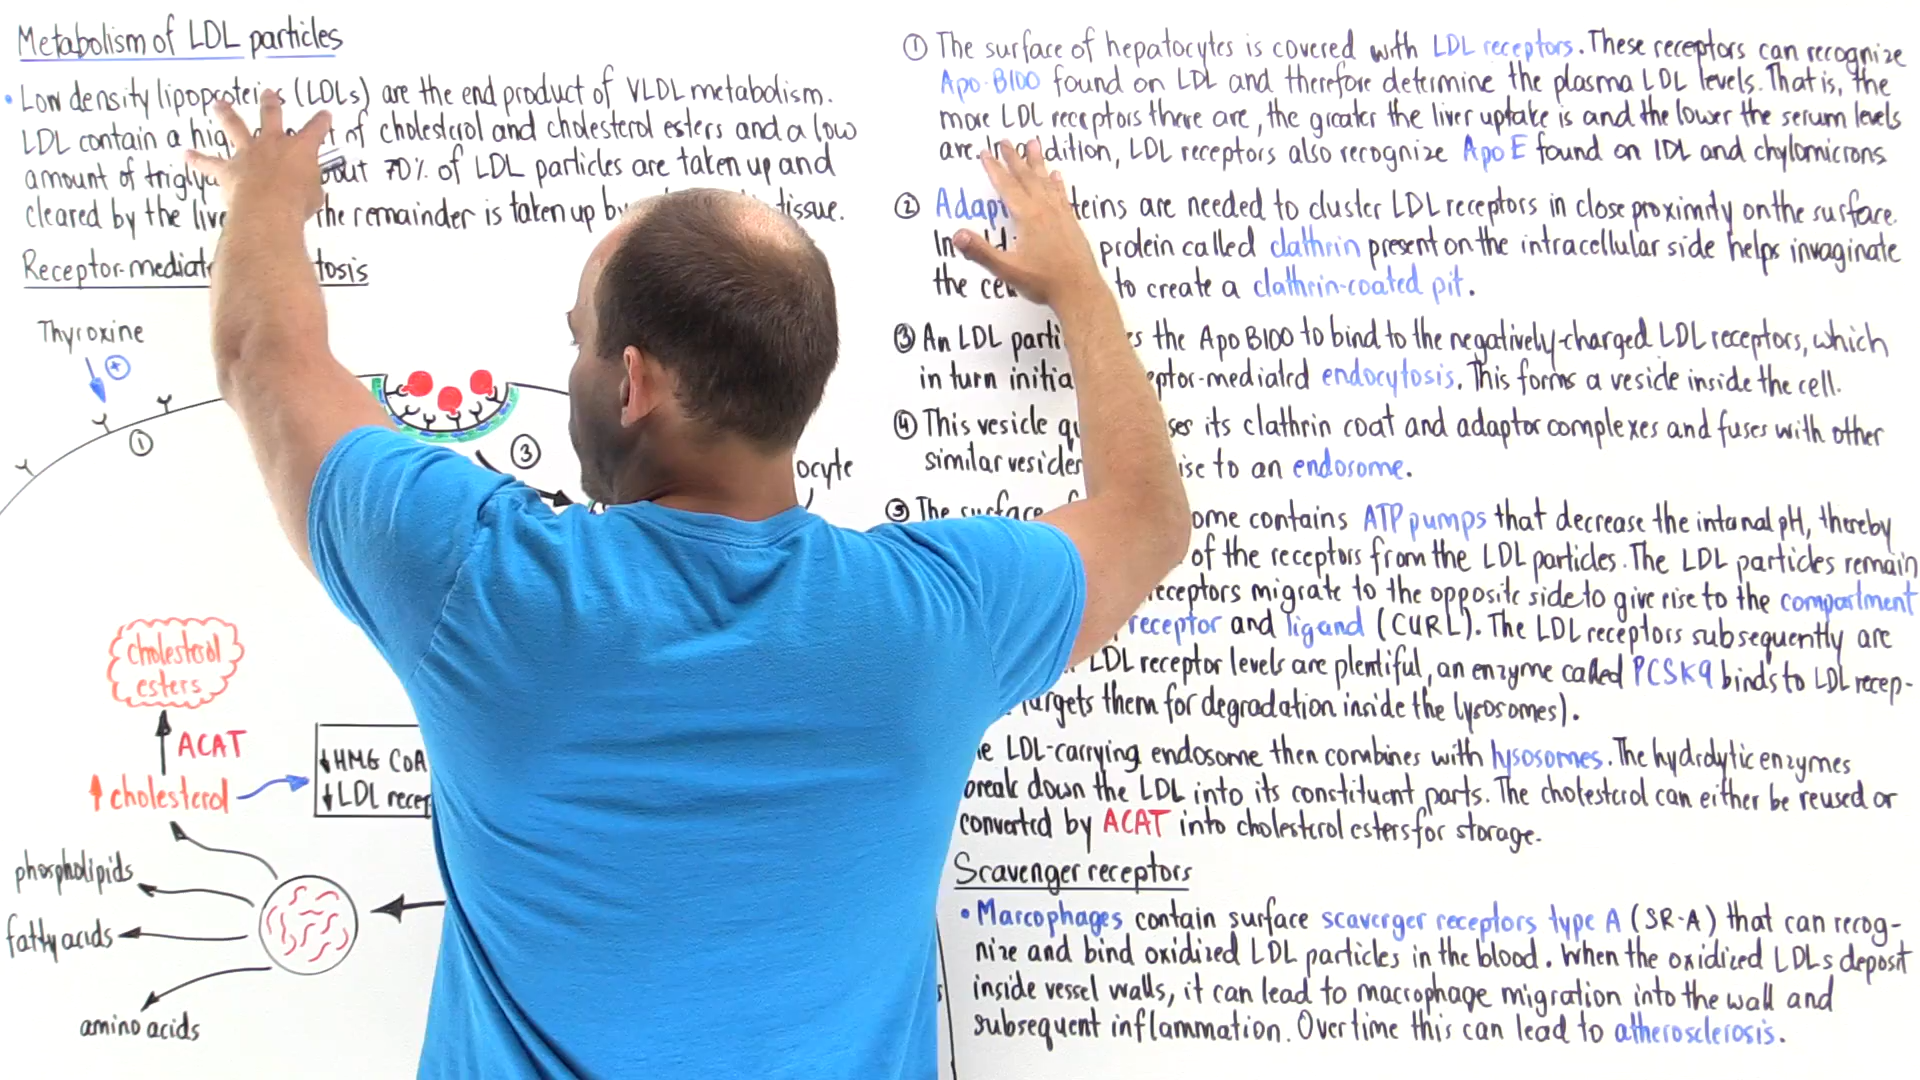 Metabolism of LDL particles
• Low density lipoproteins (LDLs) are the end product of VLDL metabolism.
LDL contain a hig of cholesterol and cholesterol esters and a low
amount of triglyc out 70% of LDL particles are taken up and
cleared by the live he remainder is taken up by tissue.
Receptor-mediat tosis
Thyroxine
+
①
③
ocyte
cholesterol
esters
ACAT
↑ cholesterol
↓ HMG CoA
↓ LDL recep
phospholipids
fatty acids
amino acids
① The surface of hepatocytes is covered with LDL receptors. These receptors can recognize
Apo-B100 found on LDL and therefore determine the plasma LDL levels. That is, the
more LDL receptors there are, the greater the liver uptake is and the lower the serum levels
are. In addition, LDL receptors also recognize Apo E found on IDL and chylomicrons
② Adapt teins are needed to cluster LDL receptors in close proximity on the surface.
In protein called clathrin present on the intracellular side helps invaginate
the ce to create a clathrin-coated pit.
③ An LDL parti s the Apo B100 to bind to the negatively-charged LDL receptors, which
in turn initia ptor-mediated endocytosis. This forms a vesicle inside the cell.
④ This vesicle qu ses its clathrin coat and adaptor complexes and fuses with other
similar vesicles ise to an endosome.
⑤ The surface ome contains ATP pumps that decrease the internal pH, thereby
of the receptors from the LDL particles. The LDL particles remain
receptors migrate to the opposite side to give rise to the compartment
receptor and ligand (CURL). The LDL receptors subsequently are
LDL receptor levels are plentiful, an enzyme called PCSK9 binds to LDL recep-
targets them for degradation inside the lysosomes).
e LDL-carrying endosome then combines with lysosomes. The hydrolytic enzymes
break down the LDL into its constituent parts. The cholesterol can either be reused or
converted by ACAT into cholesterol esters for storage.
Scavenger receptors
• Marcophages contain surface scaverger receptors type A (SR-A) that can recog-
nize and bind oxidized LDL particles in the blood. When the oxidized LDLs deposit
inside vessel walls, it can lead to macrophage migration into the wall and
subsequent inflammation. Over time this can lead to atherosclerosis.